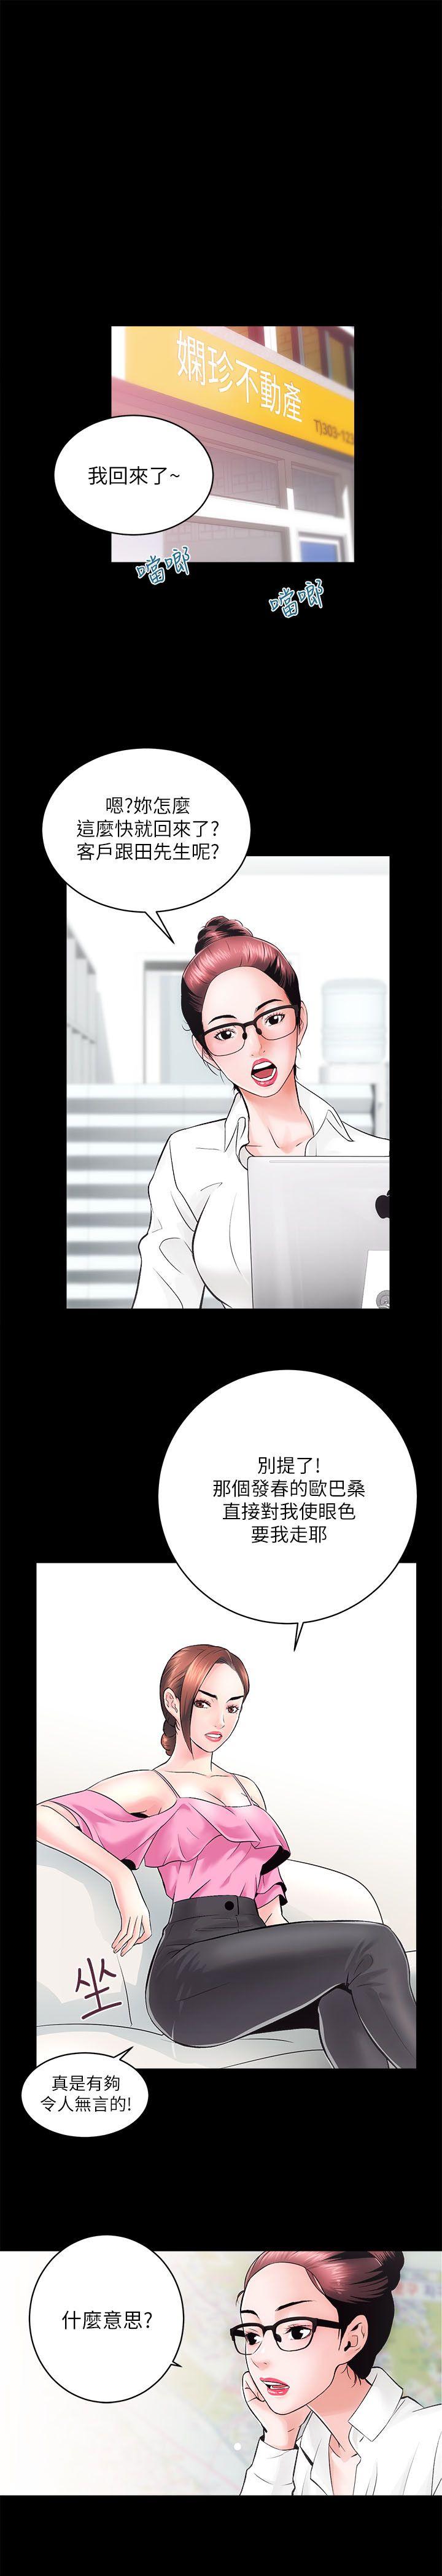 嫻珍不動產
T)303-123
我回來了~
噹啷
噹啷
嗯?妳怎麼
這麼快就回來了?
客戶跟田先生呢?
別提了!
那個發春的歐巴桑
直接對我使眼色
要我走耶
坐
真是有夠
令人無言的!
什麼意思?